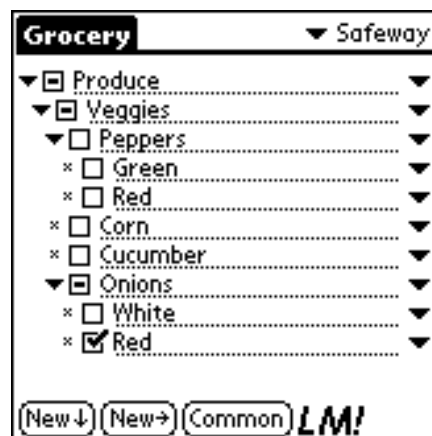 Grocery Safeway
Produce
Veggies
Peppers
Green
Red
Corn
Cucumber
Onions
White
Red
New↓ New→ Common LM!